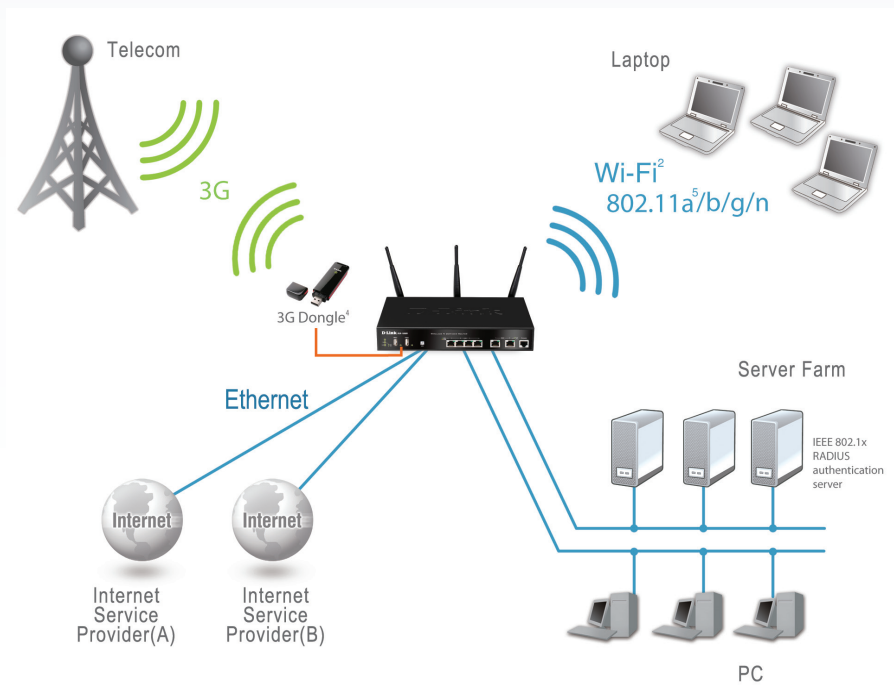 Telecom
Laptop
3G
Wi-Fi²
802.11a⁵/b/g/n
3G Dongle⁴
D-Link
Ethernet
Server Farm
IEEE 802.1x
RADIUS
authentication
server
Internet
Internet
Internet
Service
Provider(A)
Internet
Service
Provider(B)
PC